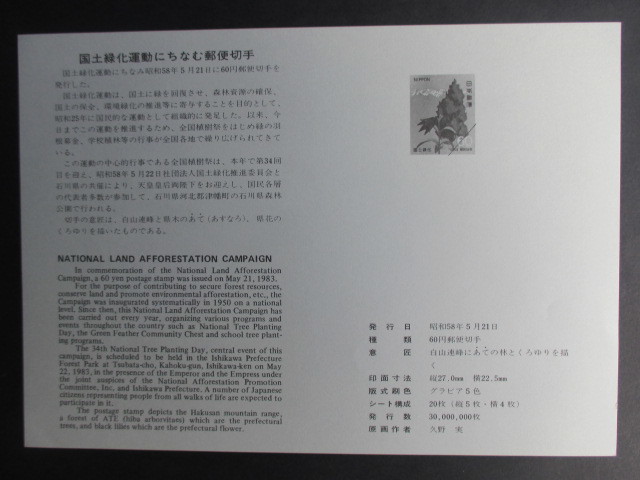 国土緑化運動にちなむ郵便切手
国土緑化運動にちなみ昭和58年5月21日に60円郵便切手を
発行した。
国土緑化運動は、国土に緑を回復させ、森林資源の確保、
国土の保全、環境緑化の推進等に寄与することを目的として、
昭和25年に国民的な運動として組織的に発足した。以来、今
日までこの運動を推進するため、全国植樹祭をはじめ緑の羽
根募金、学校植林等の行事が全国各地で繰り広げられてきて
いる。
この運動の中心的行事である全国植樹祭は、本年で第34回
目を迎え、昭和58年5月22日社団法人国土緑化推進委員会と
石川県の共催により、天皇皇后両陛下をお迎えし、国民各層
の代表者多数が参加して、石川県河北郡津幡町の石川県森林
公園で行われる。
切手の意匠は、白山連峰と県木のあて（あすなろ）、県花の
くろゆりを描いたものである。
NATIONAL LAND AFFORESTATION CAMPAIGN
In commemoration of the National Land Afforestation
Campaign, a 60 yen postage stamp was issued on May 21, 1983.
For the purpose of contributing to secure forest resources,
conserve land and promote environmental afforestation, etc., the
Campaign was inaugurated systematically in 1950 on a national
level. Since then, this National Land Afforestation Campaign has
been carried out every year, organizing various programs and
events throughout the country such as National Tree Planting
Day, the Green Feather Community Chest and school tree plant-
ing programs.
The 34th National Tree Planting Day, central event of this
campaign, is scheduled to be held in the Ishikawa Prefecture
Forest Park at Tsubata-cho, Kahoku-gun, Ishikawa-ken on May
22, 1983, in the presence of the Emperor and the Empress under
the joint auspices of the National Afforestation Promotion
Committee, Inc. and Ishikawa Prefecture. A number of Japanese
citizens representing people from all walks of life are expected to
participate in it.
The postage stamp depicts the Hakusan mountain range,
a forest of ATE (hiba arborvitaes) which are the prefectural
trees, and black lilies which are the prefectural flower.
NIPPON
日本郵便
発行日 昭和58年5月21日
種類 60円郵便切手
意匠 白山連峰にあての林とくろゆりを描
く
印面寸法 縦27.0mm 横22.5mm
版式刷色 グラビア5色
シート構成 20枚（縦5枚・横4枚）
発行数 30,000,000枚
原画作者 久野 実